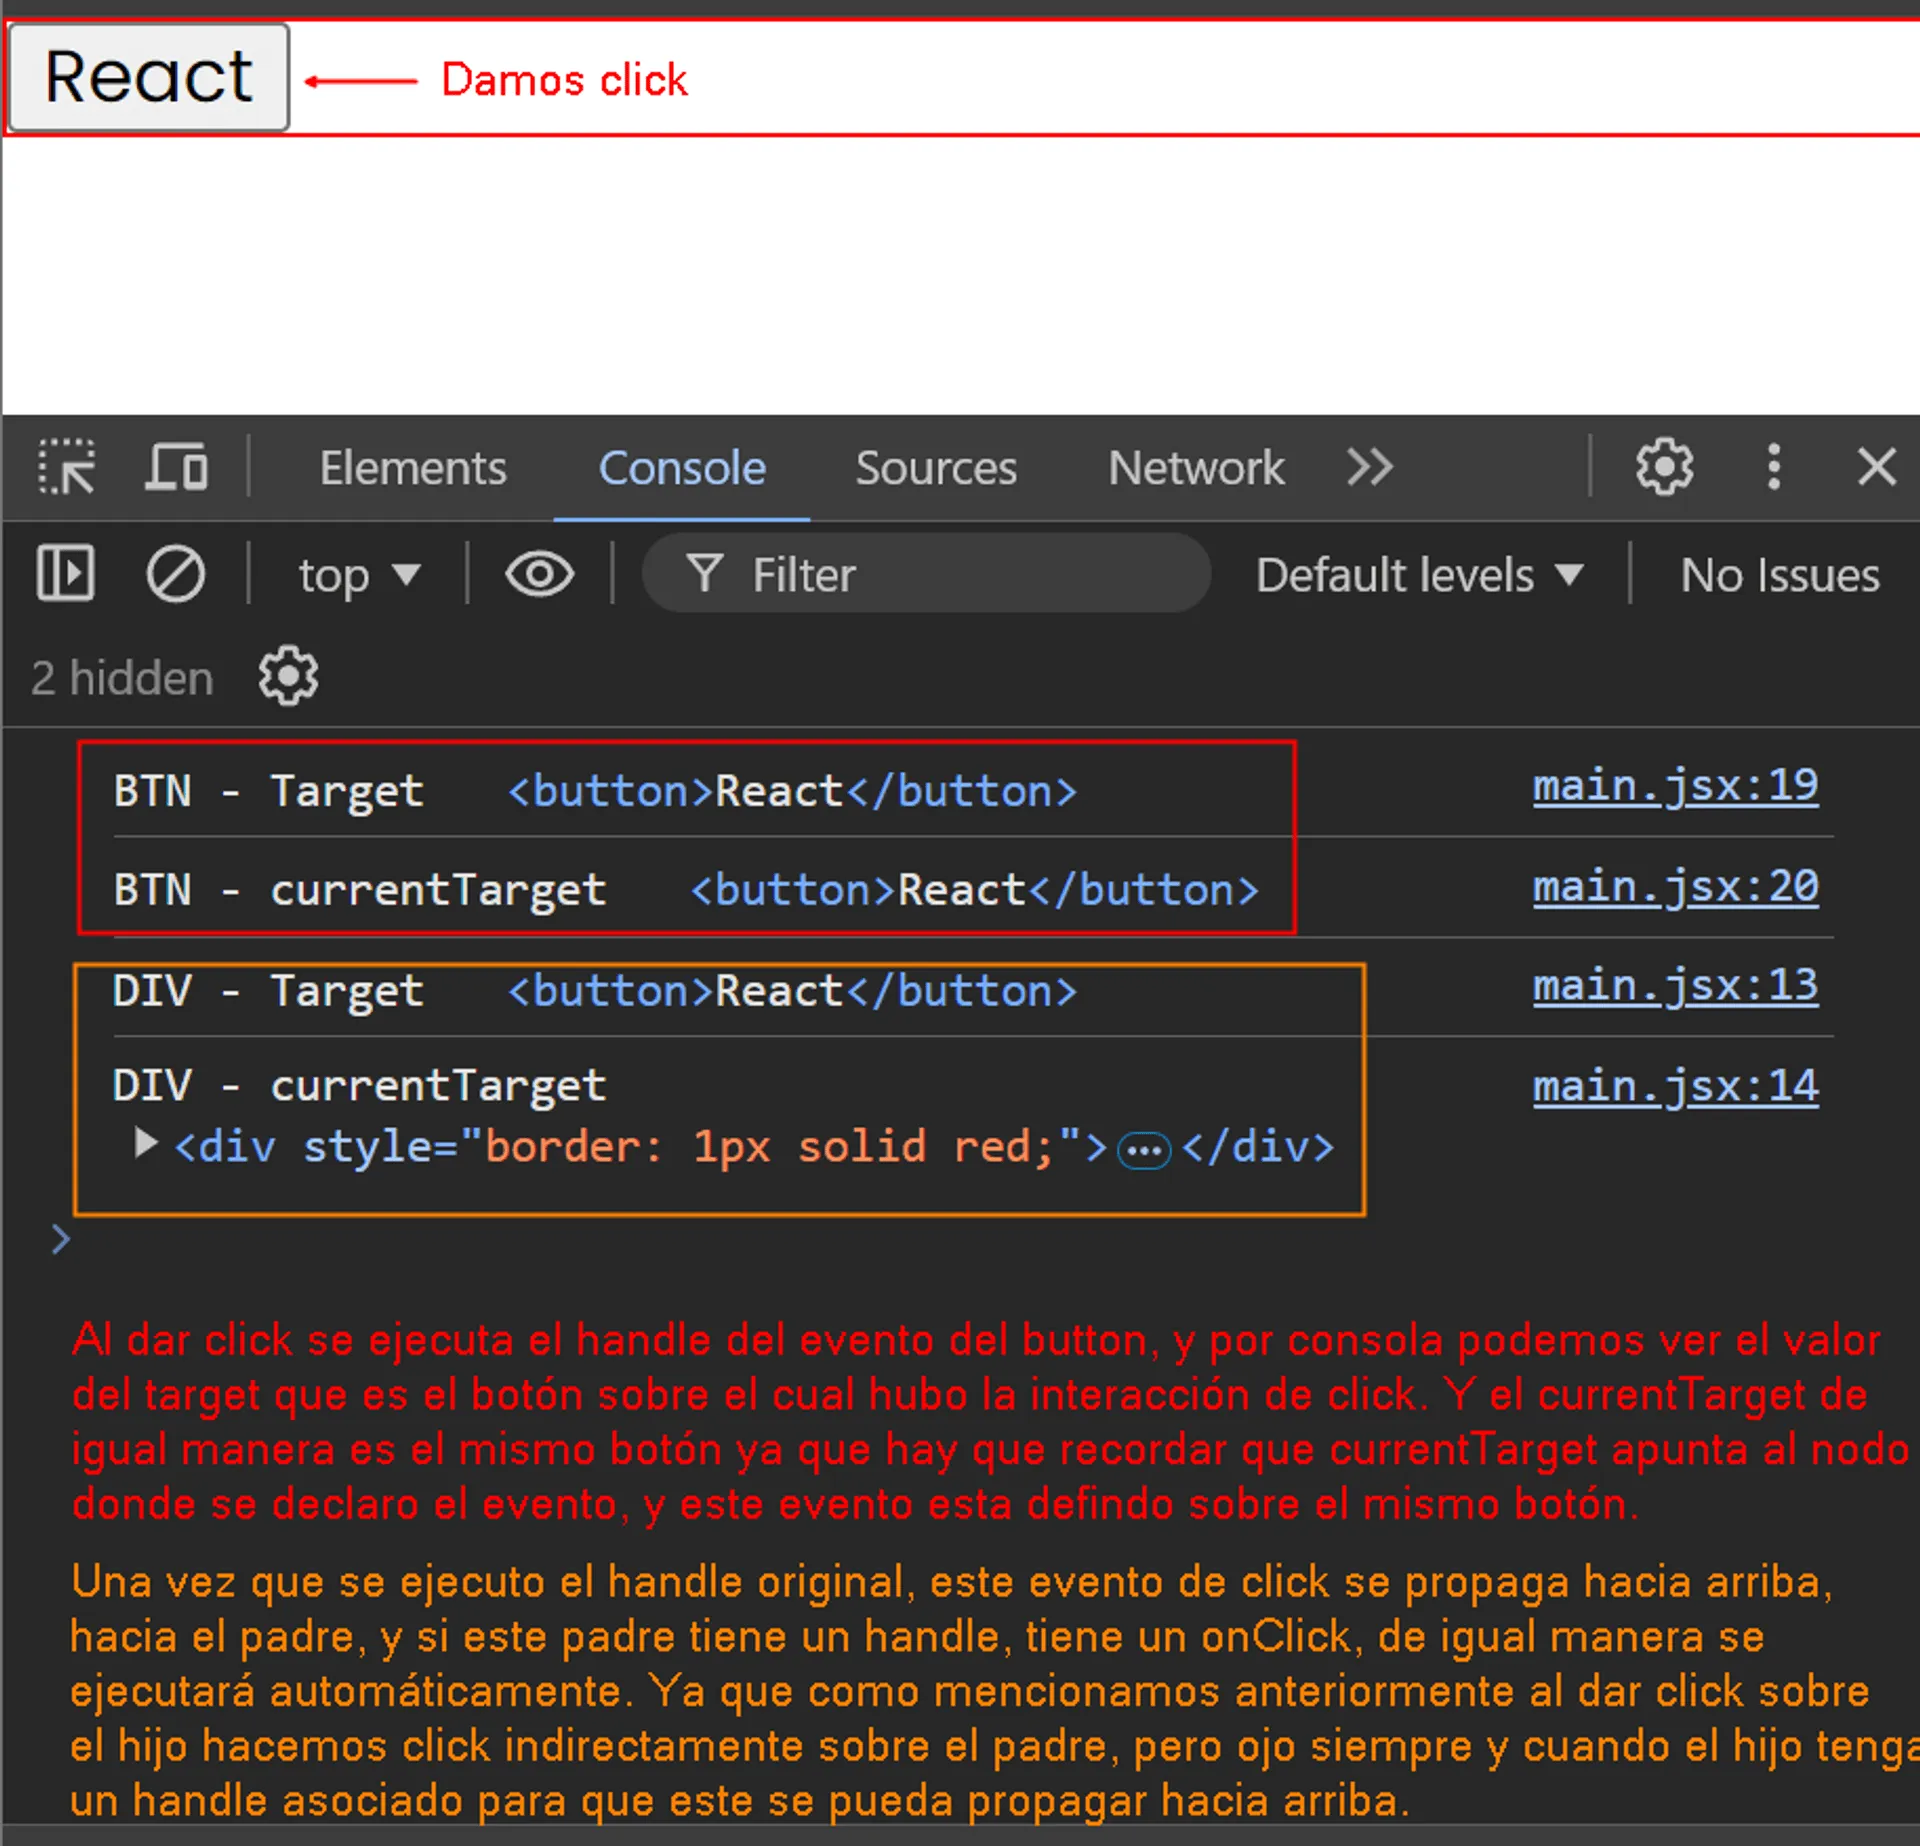 React
Damos click
Elements Console Sources Network
top Filter Default levels No Issues
2 hidden
BTN - Target <button>React</button> main.jsx:19
BTN - currentTarget <button>React</button> main.jsx:20
DIV - Target <button>React</button> main.jsx:13
DIV - currentTarget main.jsx:14
<div style="border: 1px solid red;">…</div>
Al dar click se ejecuta el handle del evento del button, y por consola podemos ver el valor
del target que es el botón sobre el cual hubo la interacción de click. Y el currentTarget de
igual manera es el mismo botón ya que hay que recordar que currentTarget apunta al nodo
donde se declaro el evento, y este evento esta defindo sobre el mismo botón.
Una vez que se ejecuto el handle original, este evento de click se propaga hacia arriba,
hacia el padre, y si este padre tiene un handle, tiene un onClick, de igual manera se
ejecutará automáticamente. Ya que como mencionamos anteriormente al dar click sobre
el hijo hacemos click indirectamente sobre el padre, pero ojo siempre y cuando el hijo tenga
un handle asociado para que este se pueda propagar hacia arriba.